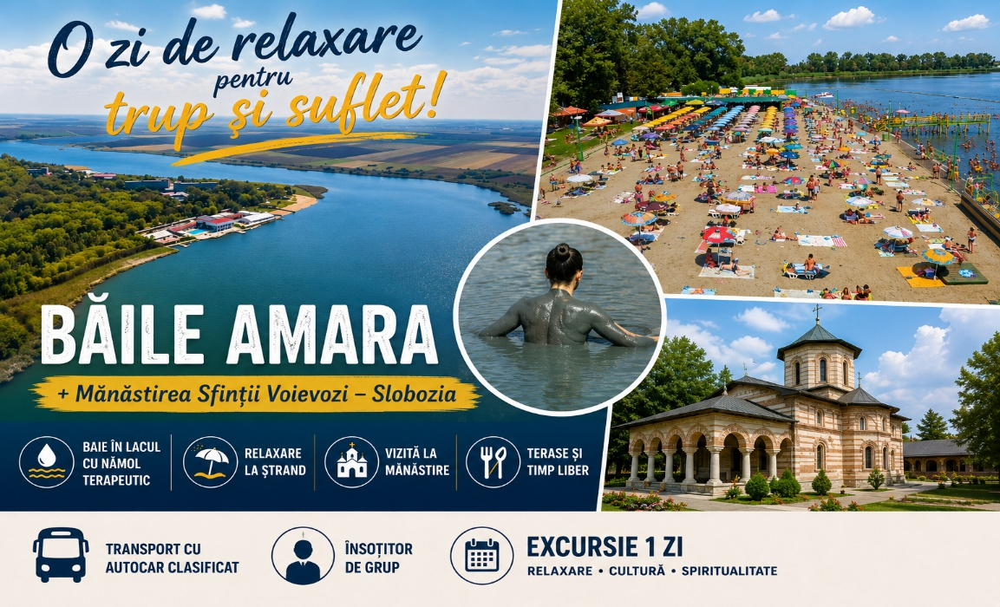 O zi de relaxare
pentru
trup și suflet!
BĂILE AMARA
+ Mănăstirea Sfinții Voievozi – Slobozia
BAIE ÎN LACUL
CU NĂMOL
TERAPEUTIC
RELAXARE
LA ȘTRAND
VIZITĂ LA
MĂNĂSTIRE
TERASE ȘI
TIMP LIBER
TRANSPORT CU
AUTOCAR CLASIFICAT
ÎNSOȚITOR
DE GRUP
EXCURSIE 1 ZI
RELAXARE • CULTURĂ • SPIRITUALITATE